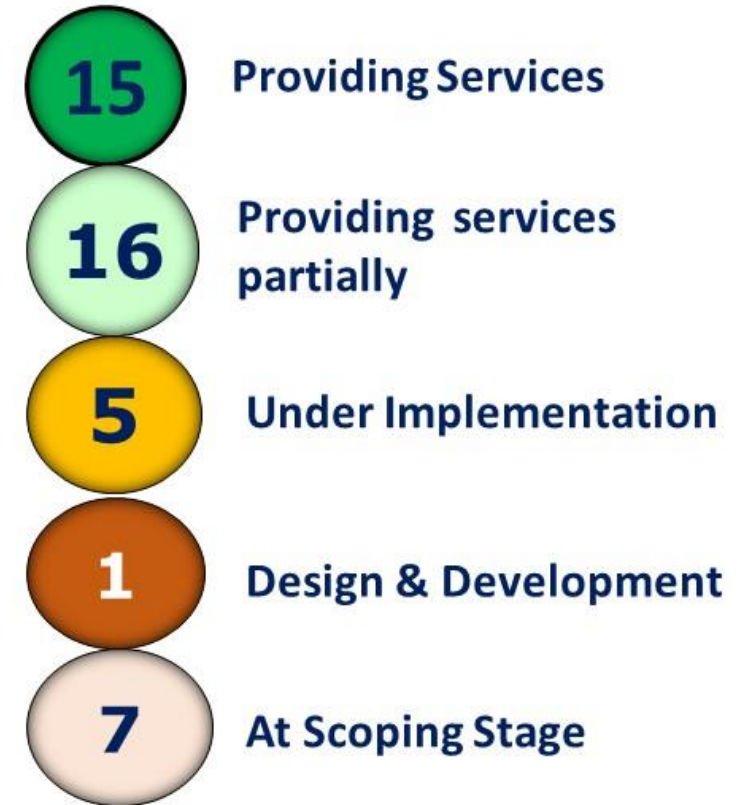 15 Providing Services
16 Providing services
partially
5 Under Implementation
1 Design & Development
7 At Scoping Stage